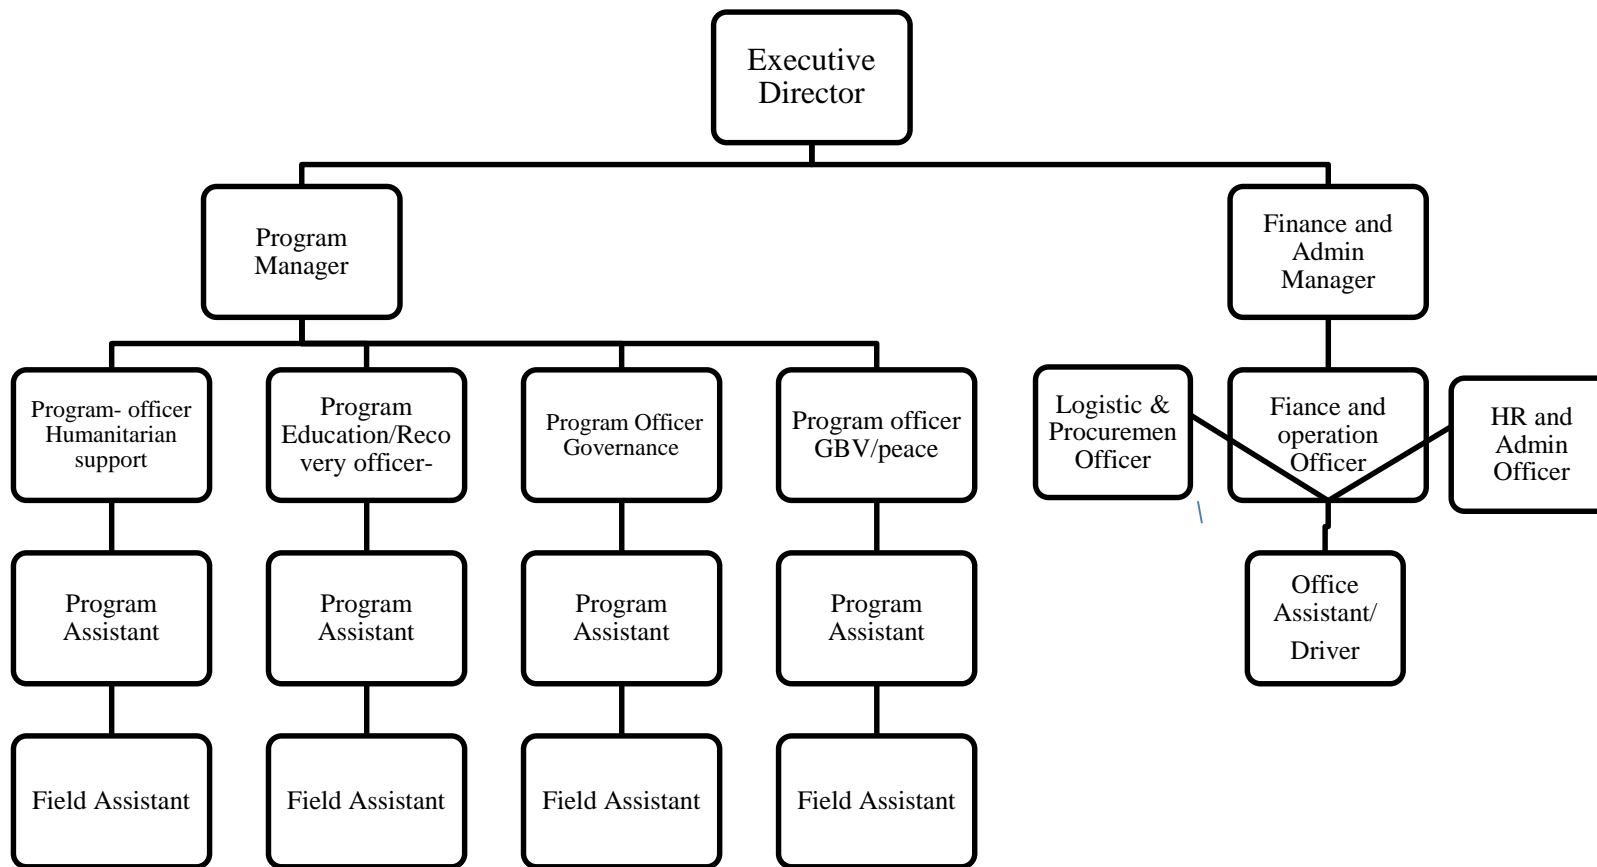 Executive
Director
Program
Manager
Finance and
Admin
Manager
Program- officer
Humanitarian
support
Program
Education/Reco
very officer-
Program Officer
Governance
Program officer
GBV/peace
Logistic &
Procuremen
Officer
Fiance and
operation
Officer
HR and
Admin
Officer
Program
Assistant
Program
Assistant
Program
Assistant
Program
Assistant
Office
Assistant/
Driver
Field Assistant
Field Assistant
Field Assistant
Field Assistant